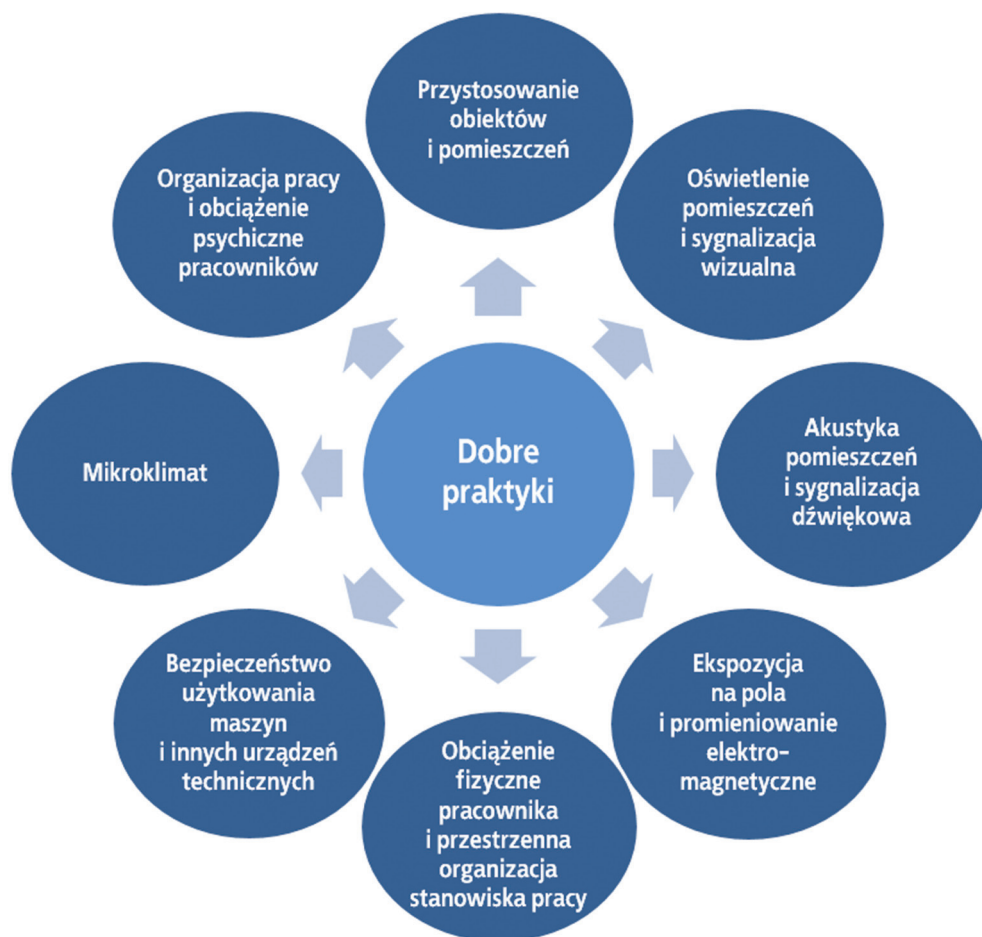 Przystosowanie
obiektów
i pomieszczeń
Oświetlenie
pomieszczeń
i sygnalizacja
wizualna
Akustyka
pomieszczeń
i sygnalizacja
dźwiękowa
Ekspozycja
na pola
i promieniowanie
elektro-
magnetyczne
Obciążenie
fizyczne
pracownika
i przestrzenna
organizacja
stanowiska pracy
Bezpieczeństwo
użytkowania
maszyn
i innych urządzeń
technicznych
Mikroklimat
Organizacja pracy
i obciążenie
psychiczne
pracowników
Dobre
praktyki